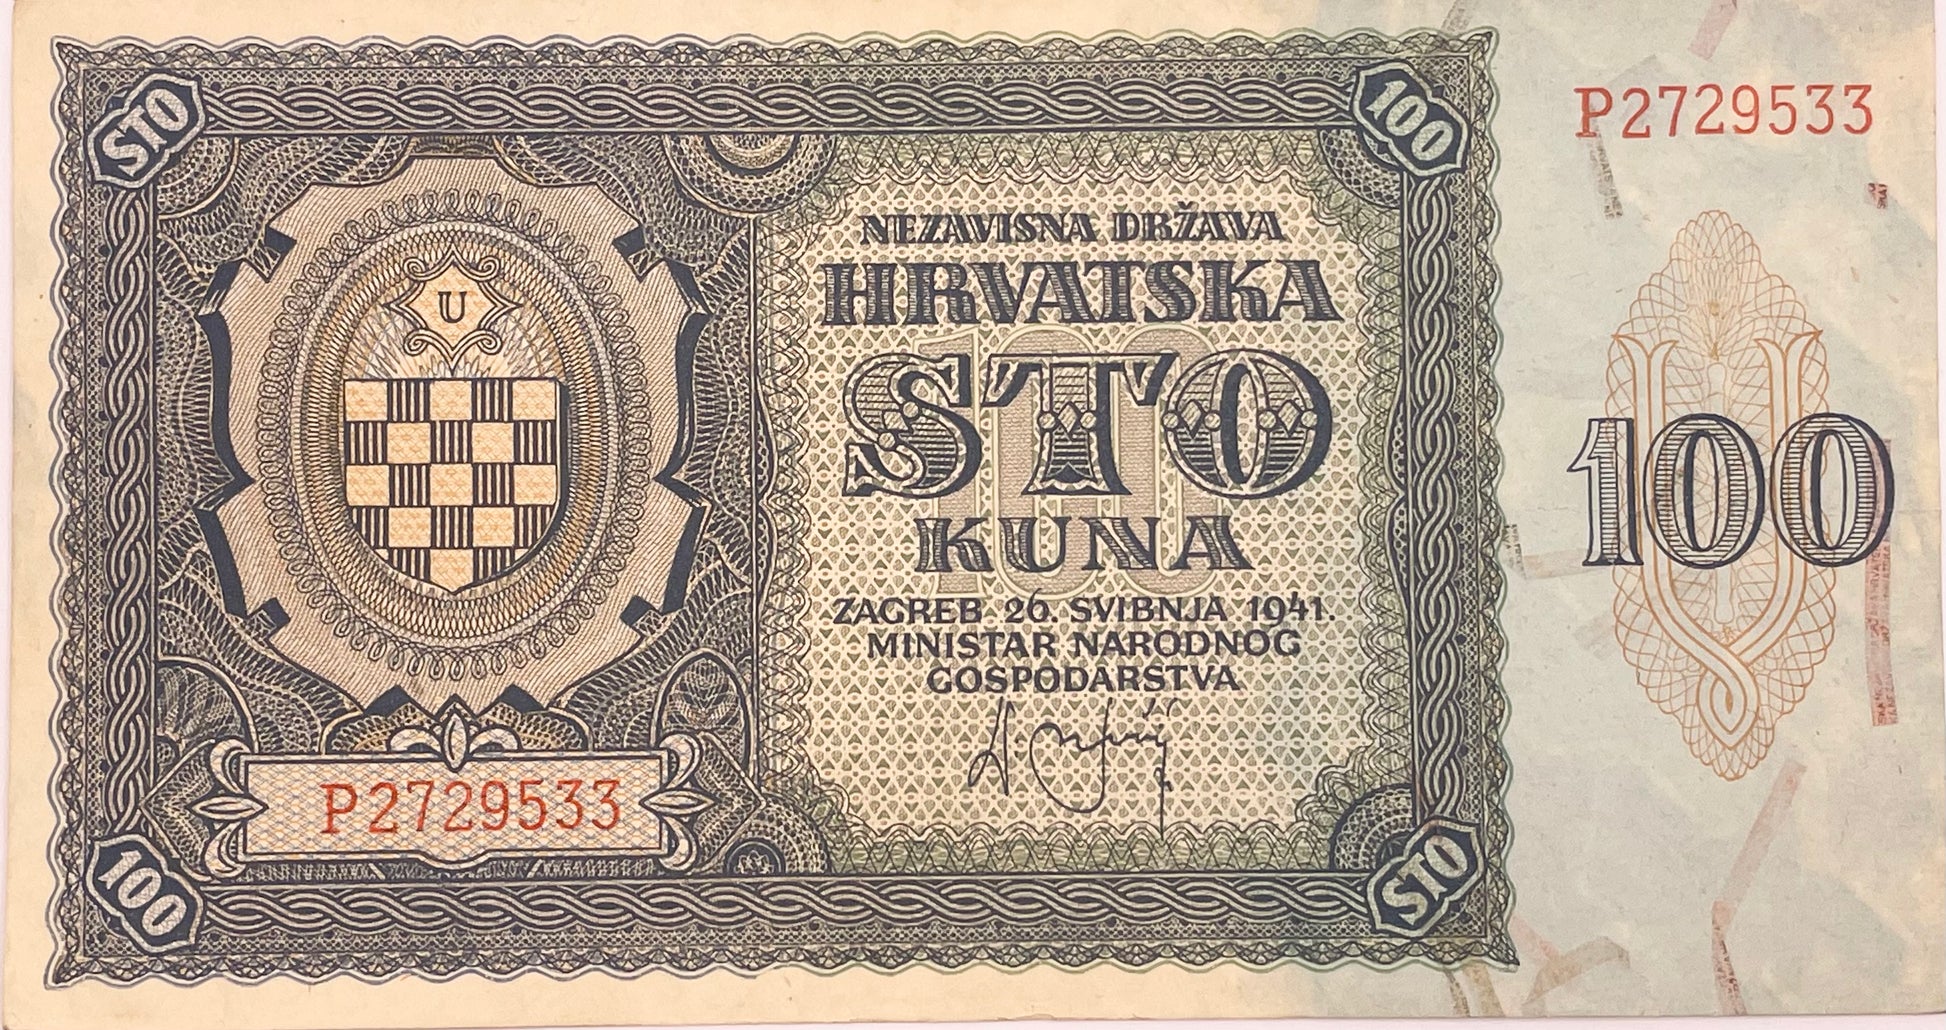 STO
100
P2729533
U
NEZAVISNA DRŽAVA
HRVATSKA
STO
100
KUNA
ZAGREB 26. SVIBNJA 1941.
MINISTAR NARODNOG
GOSPODARSTVA
P2729533
100
STO
U
100